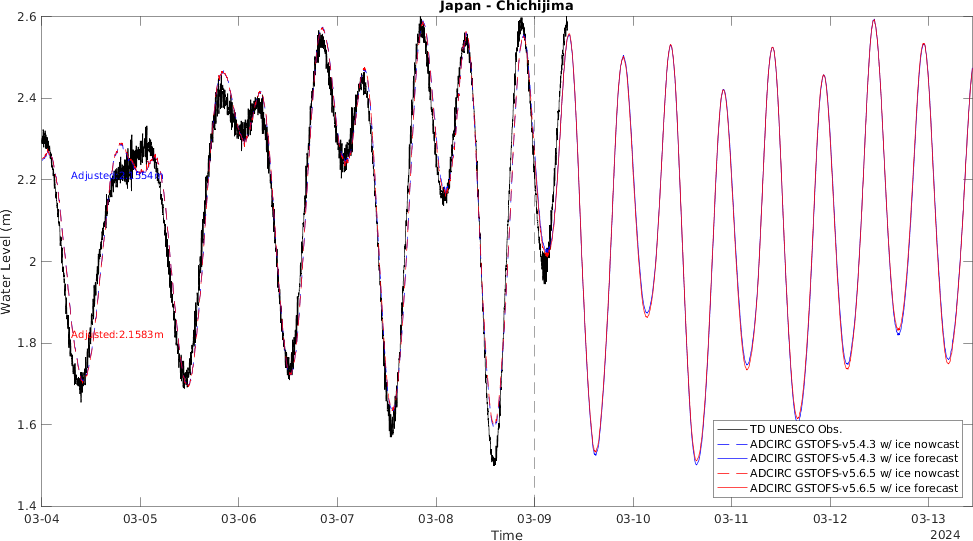 Japan - Chichijima
2.6
2.4
2.2
2
1.8
1.6
1.4
Water Level (m)
Adjusted:2.1583m
03-04
03-05
03-06
03-07
03-08
03-09
03-10
03-11
03-12
03-13
Time
2024
TD UNESCO Obs.
ADCIRC GSTOFS-v5.4.3 w/ ice nowcast
ADCIRC GSTOFS-v5.4.3 w/ ice forecast
ADCIRC GSTOFS-v5.6.5 w/ ice nowcast
ADCIRC GSTOFS-v5.6.5 w/ ice forecast